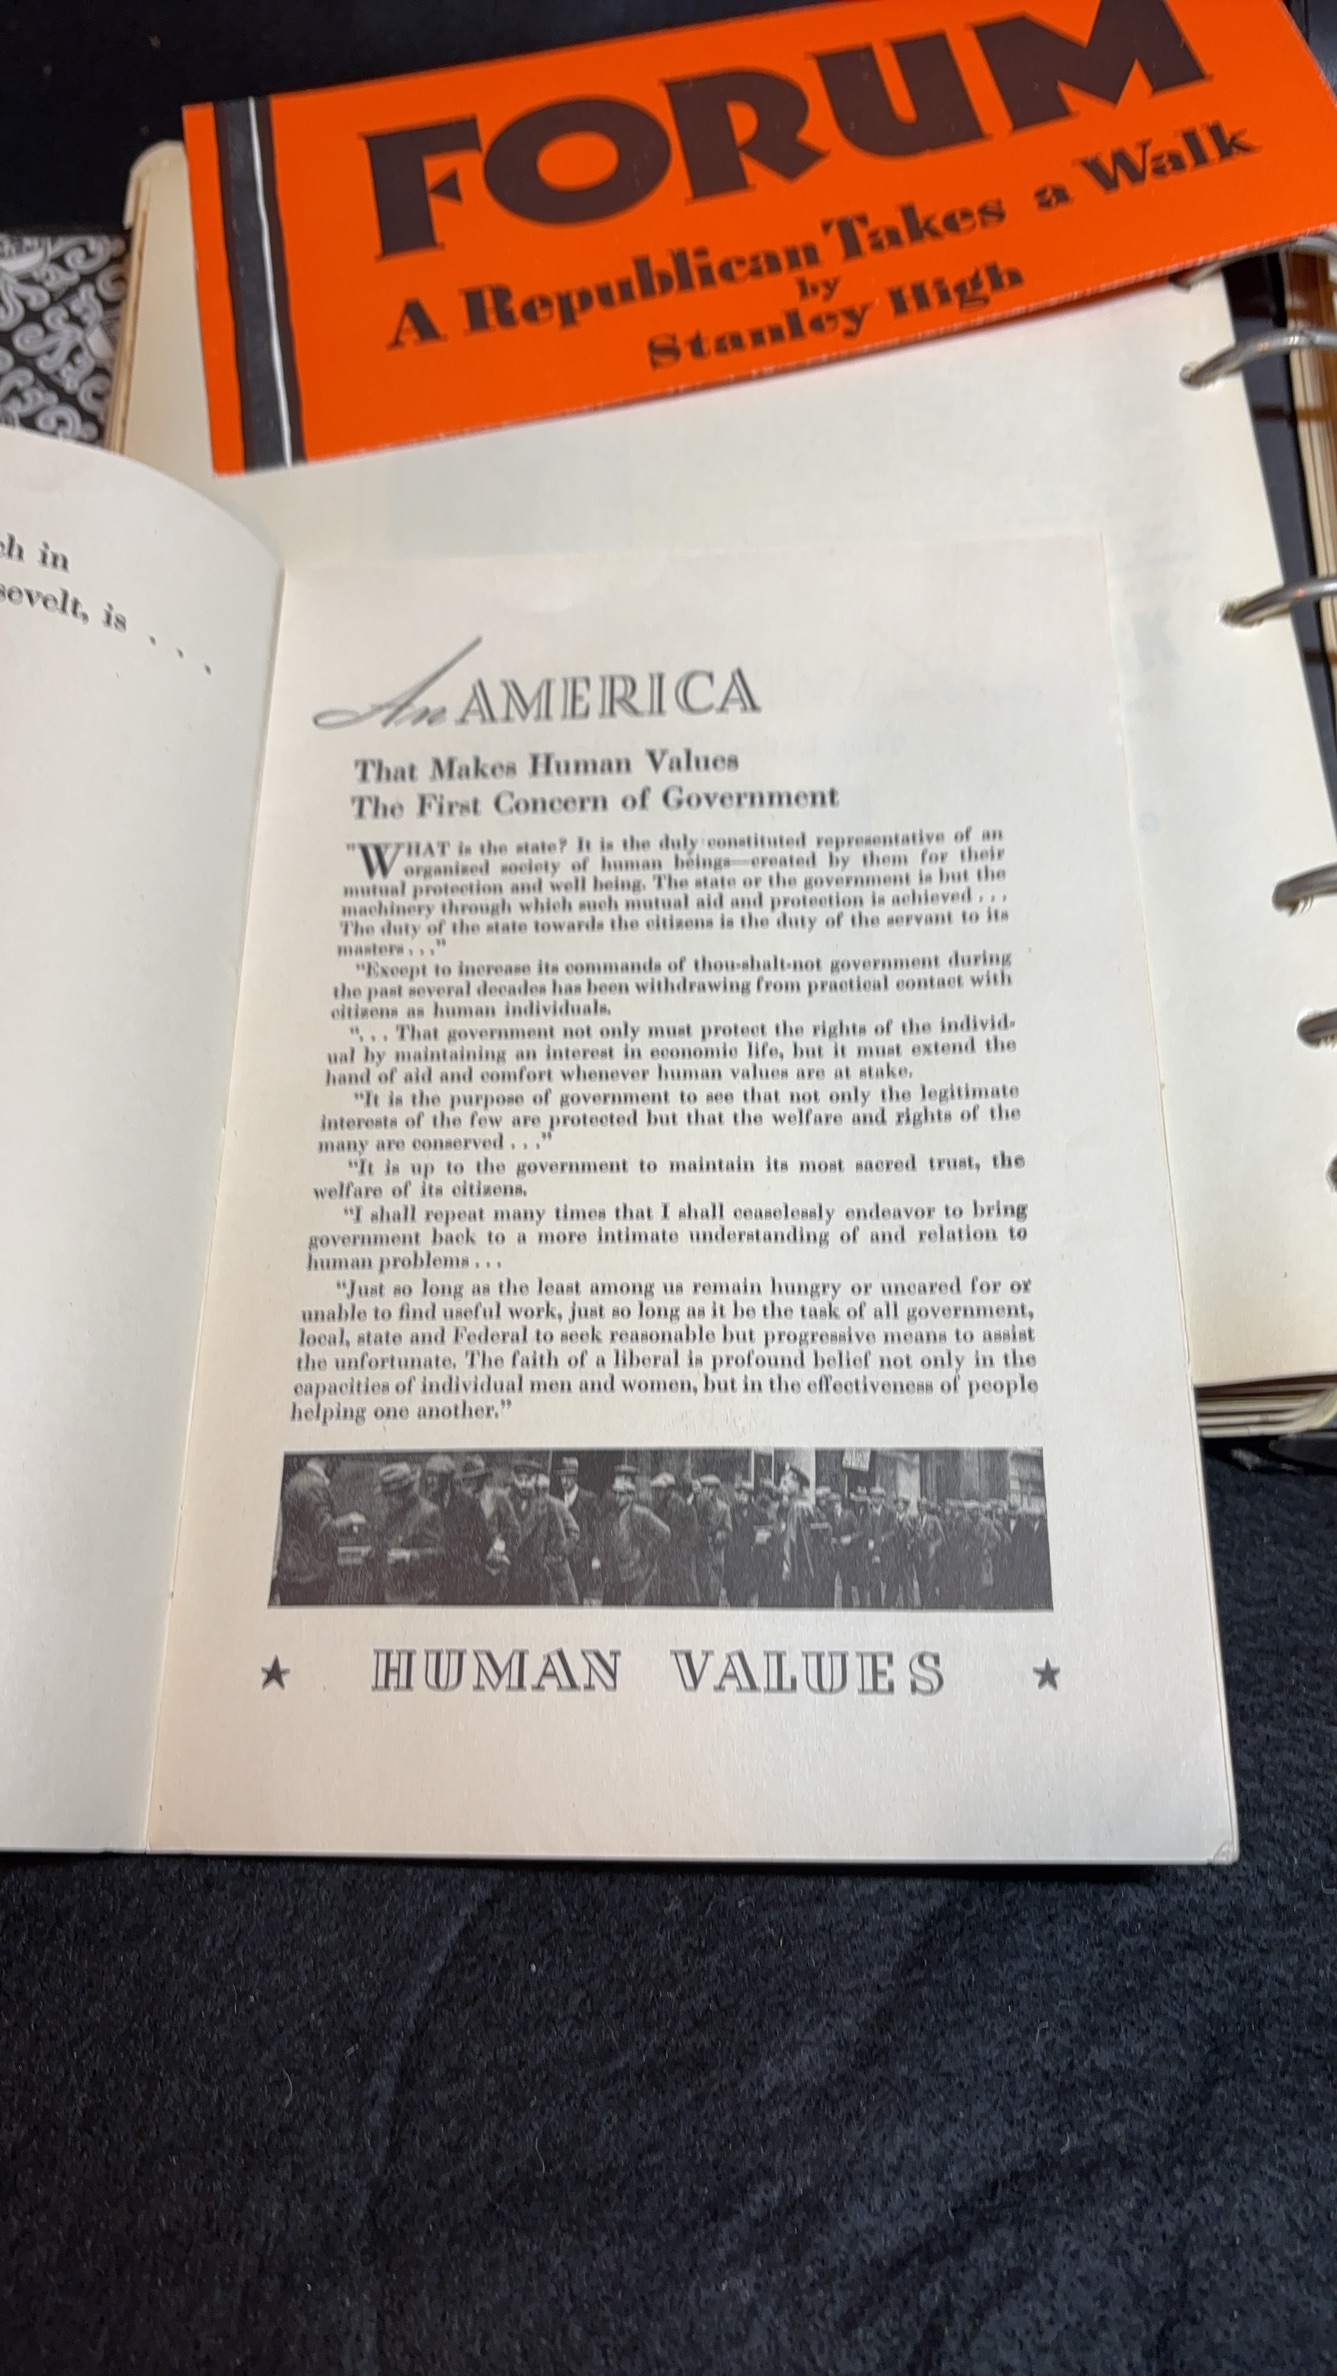 FORUM
A Republican Takes a Walk
by
Stanley High
ch in
sevelt, is . . .
An AMERICA
That Makes Human Values
The First Concern of Government
"WHAT is the state? It is the duly constituted representative of an
organized society of human beings—created by them for their
mutual protection and well being. The state or the government is but the
machinery through which such mutual aid and protection is achieved . . .
The duty of the state towards the citizens is the duty of the servant to its
masters . . ."
"Except to increase its commands of thou-shalt-not government during
the past several decades has been withdrawing from practical contact with
citizens as human individuals.
". . . That government not only must protect the rights of the individ-
ual by maintaining an interest in economic life, but it must extend the
hand of aid and comfort whenever human values are at stake.
"It is the purpose of government to see that not only the legitimate
interests of the few are protected but that the welfare and rights of the
many are conserved . . ."
"It is up to the government to maintain its most sacred trust, the
welfare of its citizens.
"I shall repeat many times that I shall ceaselessly endeavor to bring
government back to a more intimate understanding of and relation to
human problems . . .
"Just so long as the least among us remain hungry or uncared for or
unable to find useful work, just so long as it be the task of all government,
local, state and Federal to seek reasonable but progressive means to assist
the unfortunate. The faith of a liberal is profound belief not only in the
capacities of individual men and women, but in the effectiveness of people
helping one another."
★ HUMAN VALUES ★